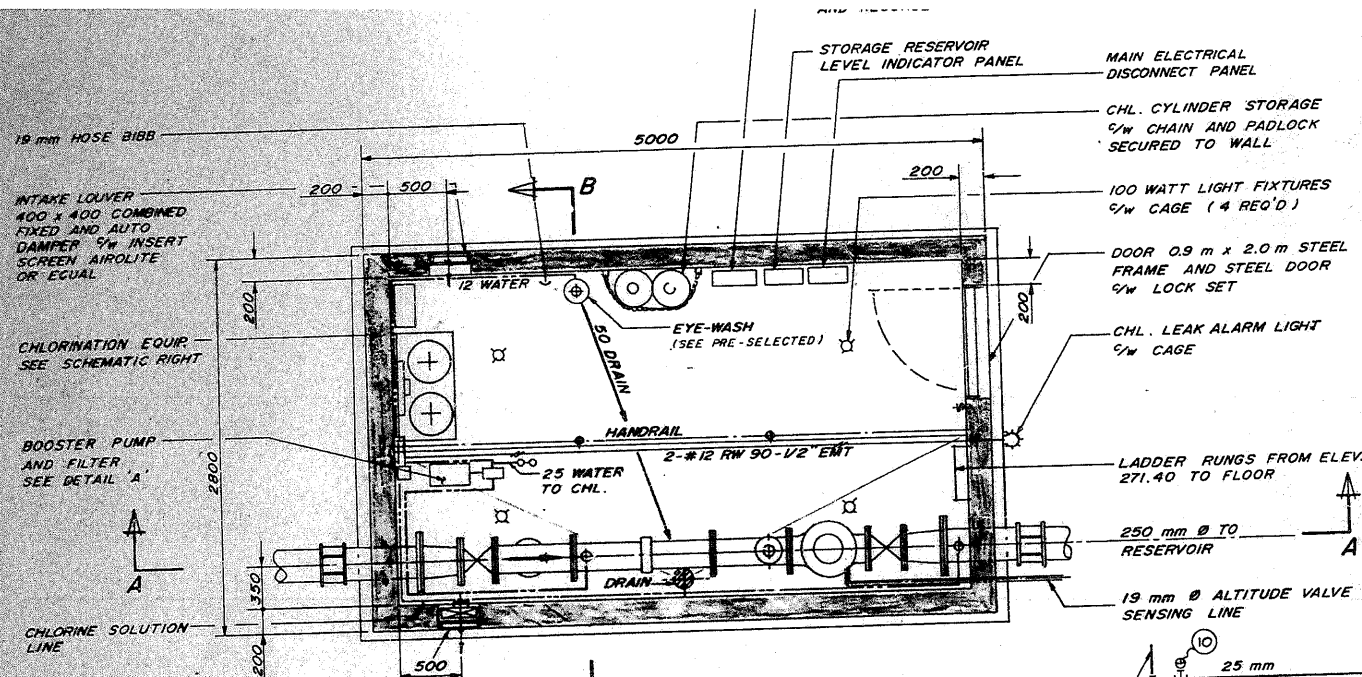 AND RECORDS
STORAGE RESERVOIR
LEVEL INDICATOR PANEL
MAIN ELECTRICAL
DISCONNECT PANEL
CHL. CYLINDER STORAGE
C/W CHAIN AND PADLOCK
SECURED TO WALL
19 mm HOSE BIBB
5000
200
500
B
200
100 WATT LIGHT FIXTURES
C/W CAGE (4 REQ'D)
INTAKE LOUVER
400 x 400 COMBINED
FIXED AND AUTO
DAMPER C/W INSERT
SCREEN AIROLITE
OR EQUAL
DOOR 0.9 m x 2.0 m STEEL
FRAME AND STEEL DOOR
C/W LOCK SET
200
12 WATER
200
EYE-WASH
(SEE PRE-SELECTED)
CHL. LEAK ALARM LIGHT
C/W CAGE
CHLORINATION EQUIP.
SEE SCHEMATIC RIGHT
50 DRAIN
HANDRAIL
2-#12 RW 90-1/2" EMT
BOOSTER PUMP
AND FILTER
SEE DETAIL 'A'
2800
25 WATER
TO CHL.
LADDER RUNGS FROM ELEV.
271.40 TO FLOOR
250 mm Ø TO
RESERVOIR
A
A
350
DRAIN
19 mm Ø ALTITUDE VALVE
SENSING LINE
CHLORINE SOLUTION
LINE
200
500
10
25 mm